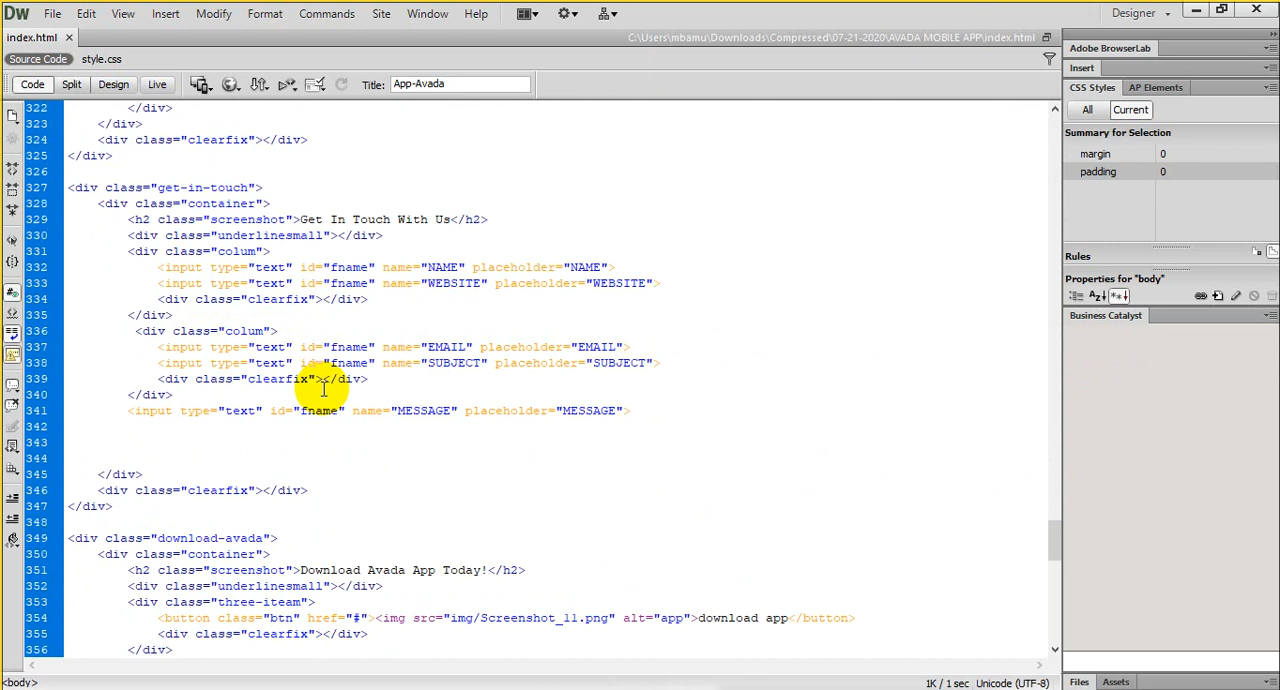 DW File Edit View Insert Modify Format Commands Site Window Help Designer
index.html × C:\Users\mbamu\Downloads\Compressed\07-21-2020\AVADA MOBILE APP\index.html
Source Code style.css
Code Split Design Live Title: App-Avada
322 </div>
323 </div>
324 <div class="clearfix"></div>
325 </div>
326
327 <div class="get-in-touch">
328 <div class="container">
329 <h2 class="screenshot">Get In Touch With Us</h2>
330 <div class="underlinesmall"></div>
331 <div class="colum">
332 <input type="text" id="fname" name="NAME" placeholder="NAME">
333 <input type="text" id="fname" name="WEBSITE" placeholder="WEBSITE">
334 <div class="clearfix"></div>
335 </div>
336 <div class="colum">
337 <input type="text" id="fname" name="EMAIL" placeholder="EMAIL">
338 <input type="text" id="fname" name="SUBJECT" placeholder="SUBJECT">
339 <div class="clearfix"></div>
340 </div>
341 <input type="text" id="fname" name="MESSAGE" placeholder="MESSAGE">
342
343
344
345 </div>
346 <div class="clearfix"></div>
347 </div>
348
349 <div class="download-avada">
350 <div class="container">
351 <h2 class="screenshot">Download Avada App Today!</h2>
352 <div class="underlinesmall"></div>
353 <div class="three-iteam">
354 <button class="btn" href="#"><img src="img/Screenshot_11.png" alt="app">download app</button>
355 <div class="clearfix"></div>
356 </div>
<body> 1K / 1 sec Unicode (UTF-8)
Adobe BrowserLab
Insert
CSS Styles AP Elements
All Current
Summary for Selection
margin 0
padding 0
Rules
Properties for "body"
Business Catalyst
Files Assets